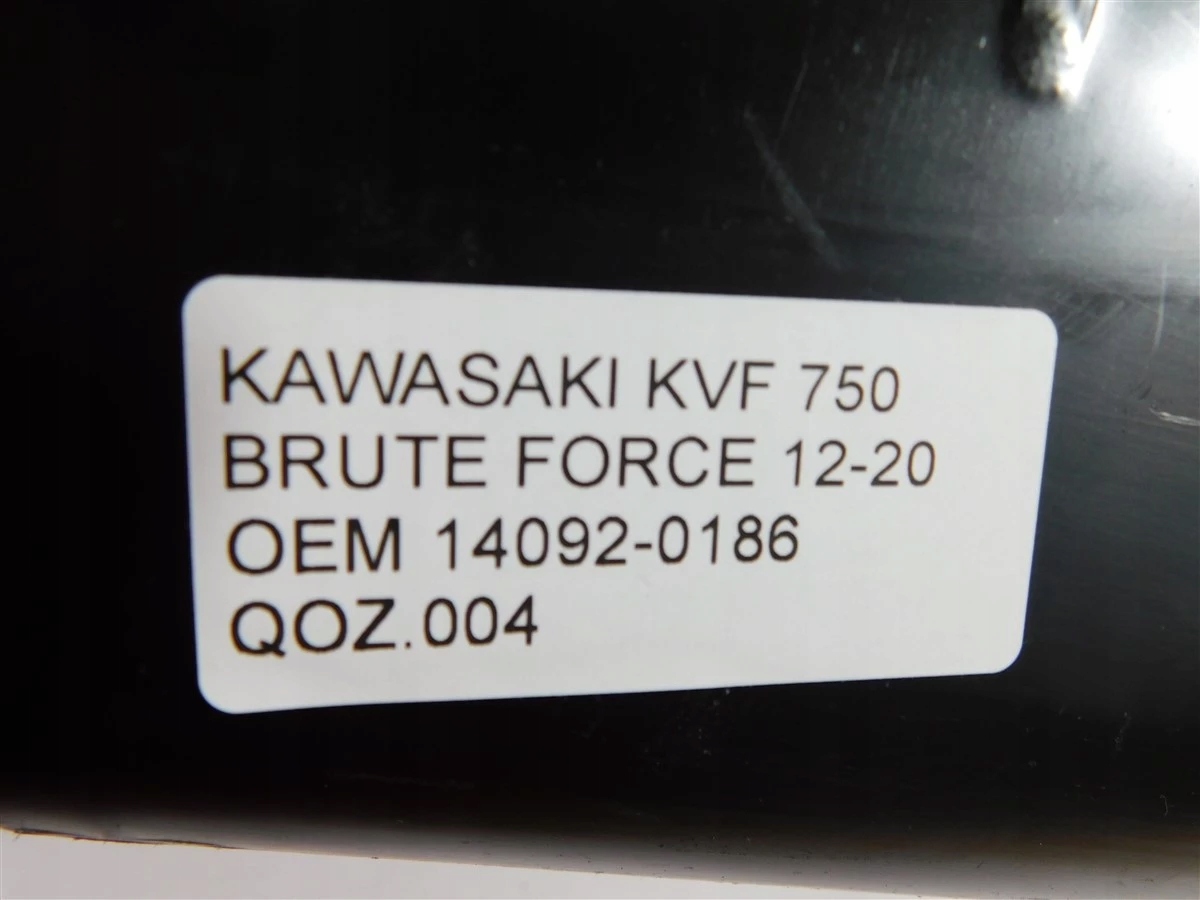 KAWASAKI KVF 750
BRUTE FORCE 12-20
OEM 14092-0186
QOZ.004